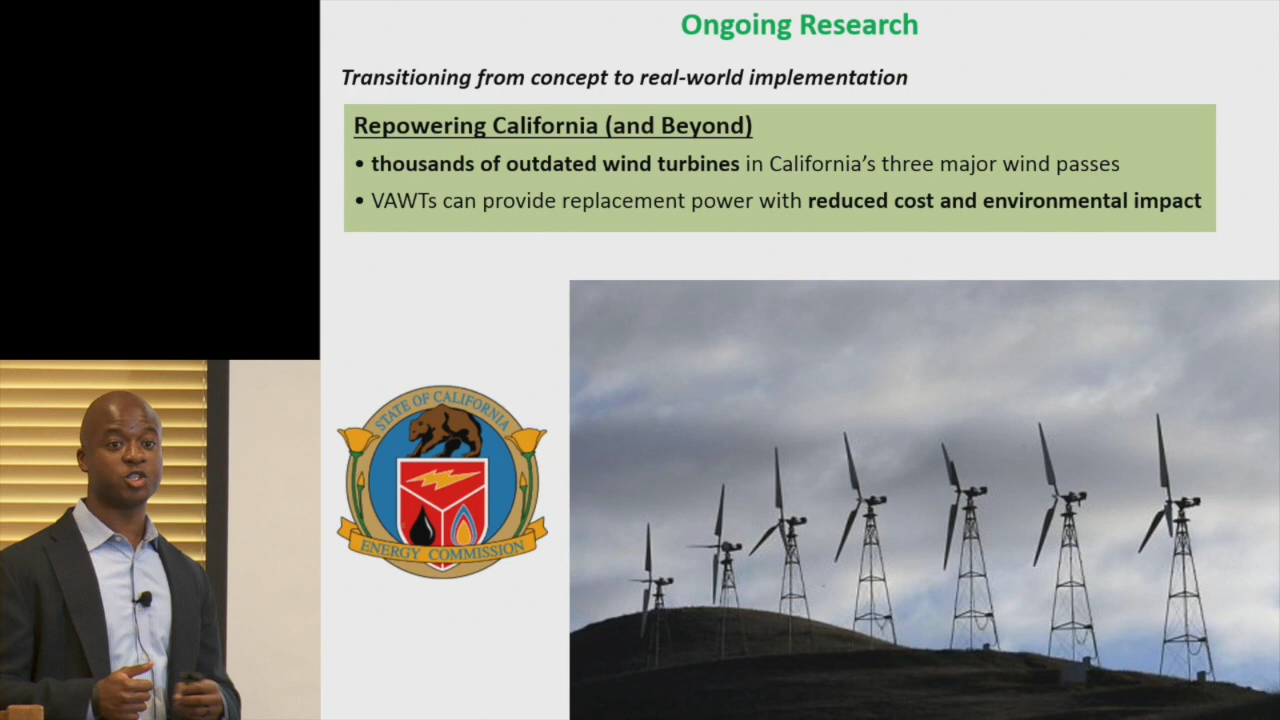 Ongoing Research
Transitioning from concept to real-world implementation
Repowering California (and Beyond)
• thousands of outdated wind turbines in California’s three major wind passes
• VAWTs can provide replacement power with reduced cost and environmental impact
STATE OF CALIFORNIA
ENERGY COMMISSION